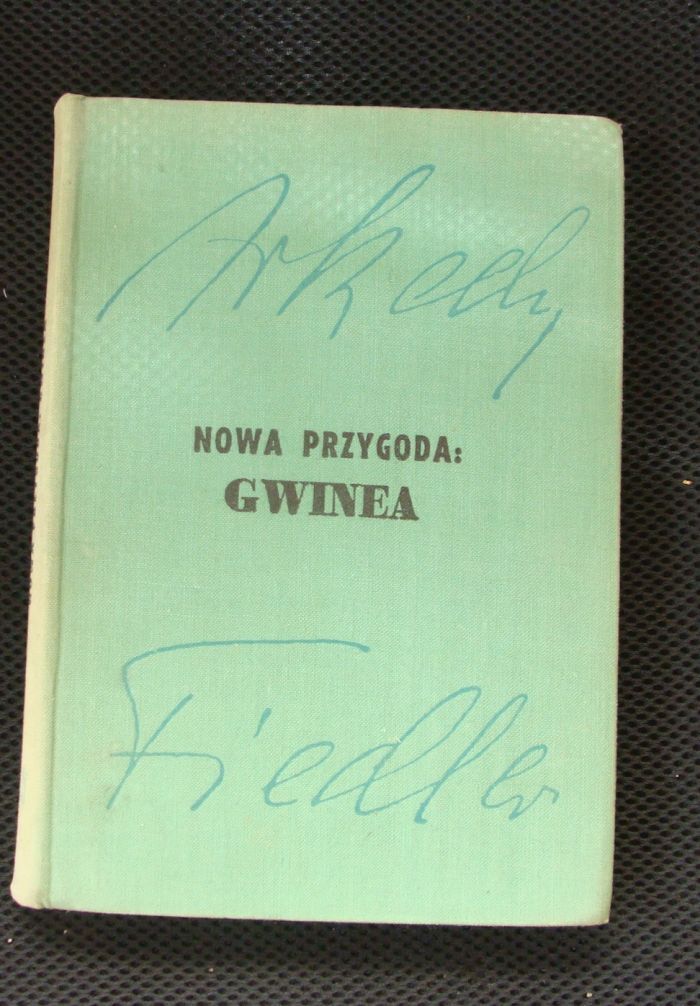 Arkady
NOWA PRZYGODA:
GWINEA
Fiedler